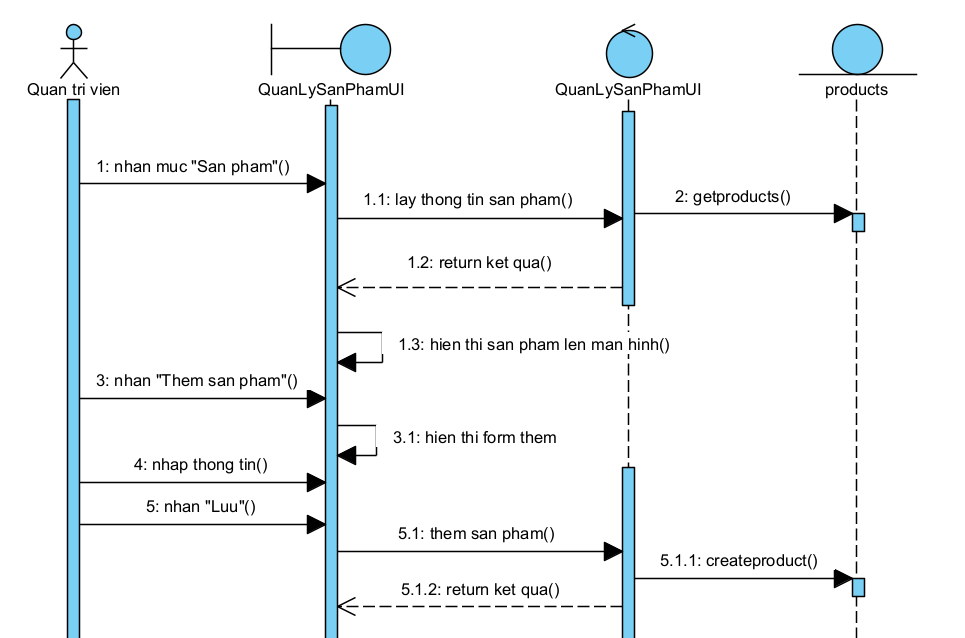 Quan tri vien
QuanLySanPhamUI
QuanLySanPhamUI
products
1: nhan muc "San pham"()
1.1: lay thong tin san pham()
2: getproducts()
1.2: return ket qua()
1.3: hien thi san pham len man hinh()
3: nhan "Them san pham"()
3.1: hien thi form them
4: nhap thong tin()
5: nhan "Luu"()
5.1: them san pham()
5.1.1: createproduct()
5.1.2: return ket qua()